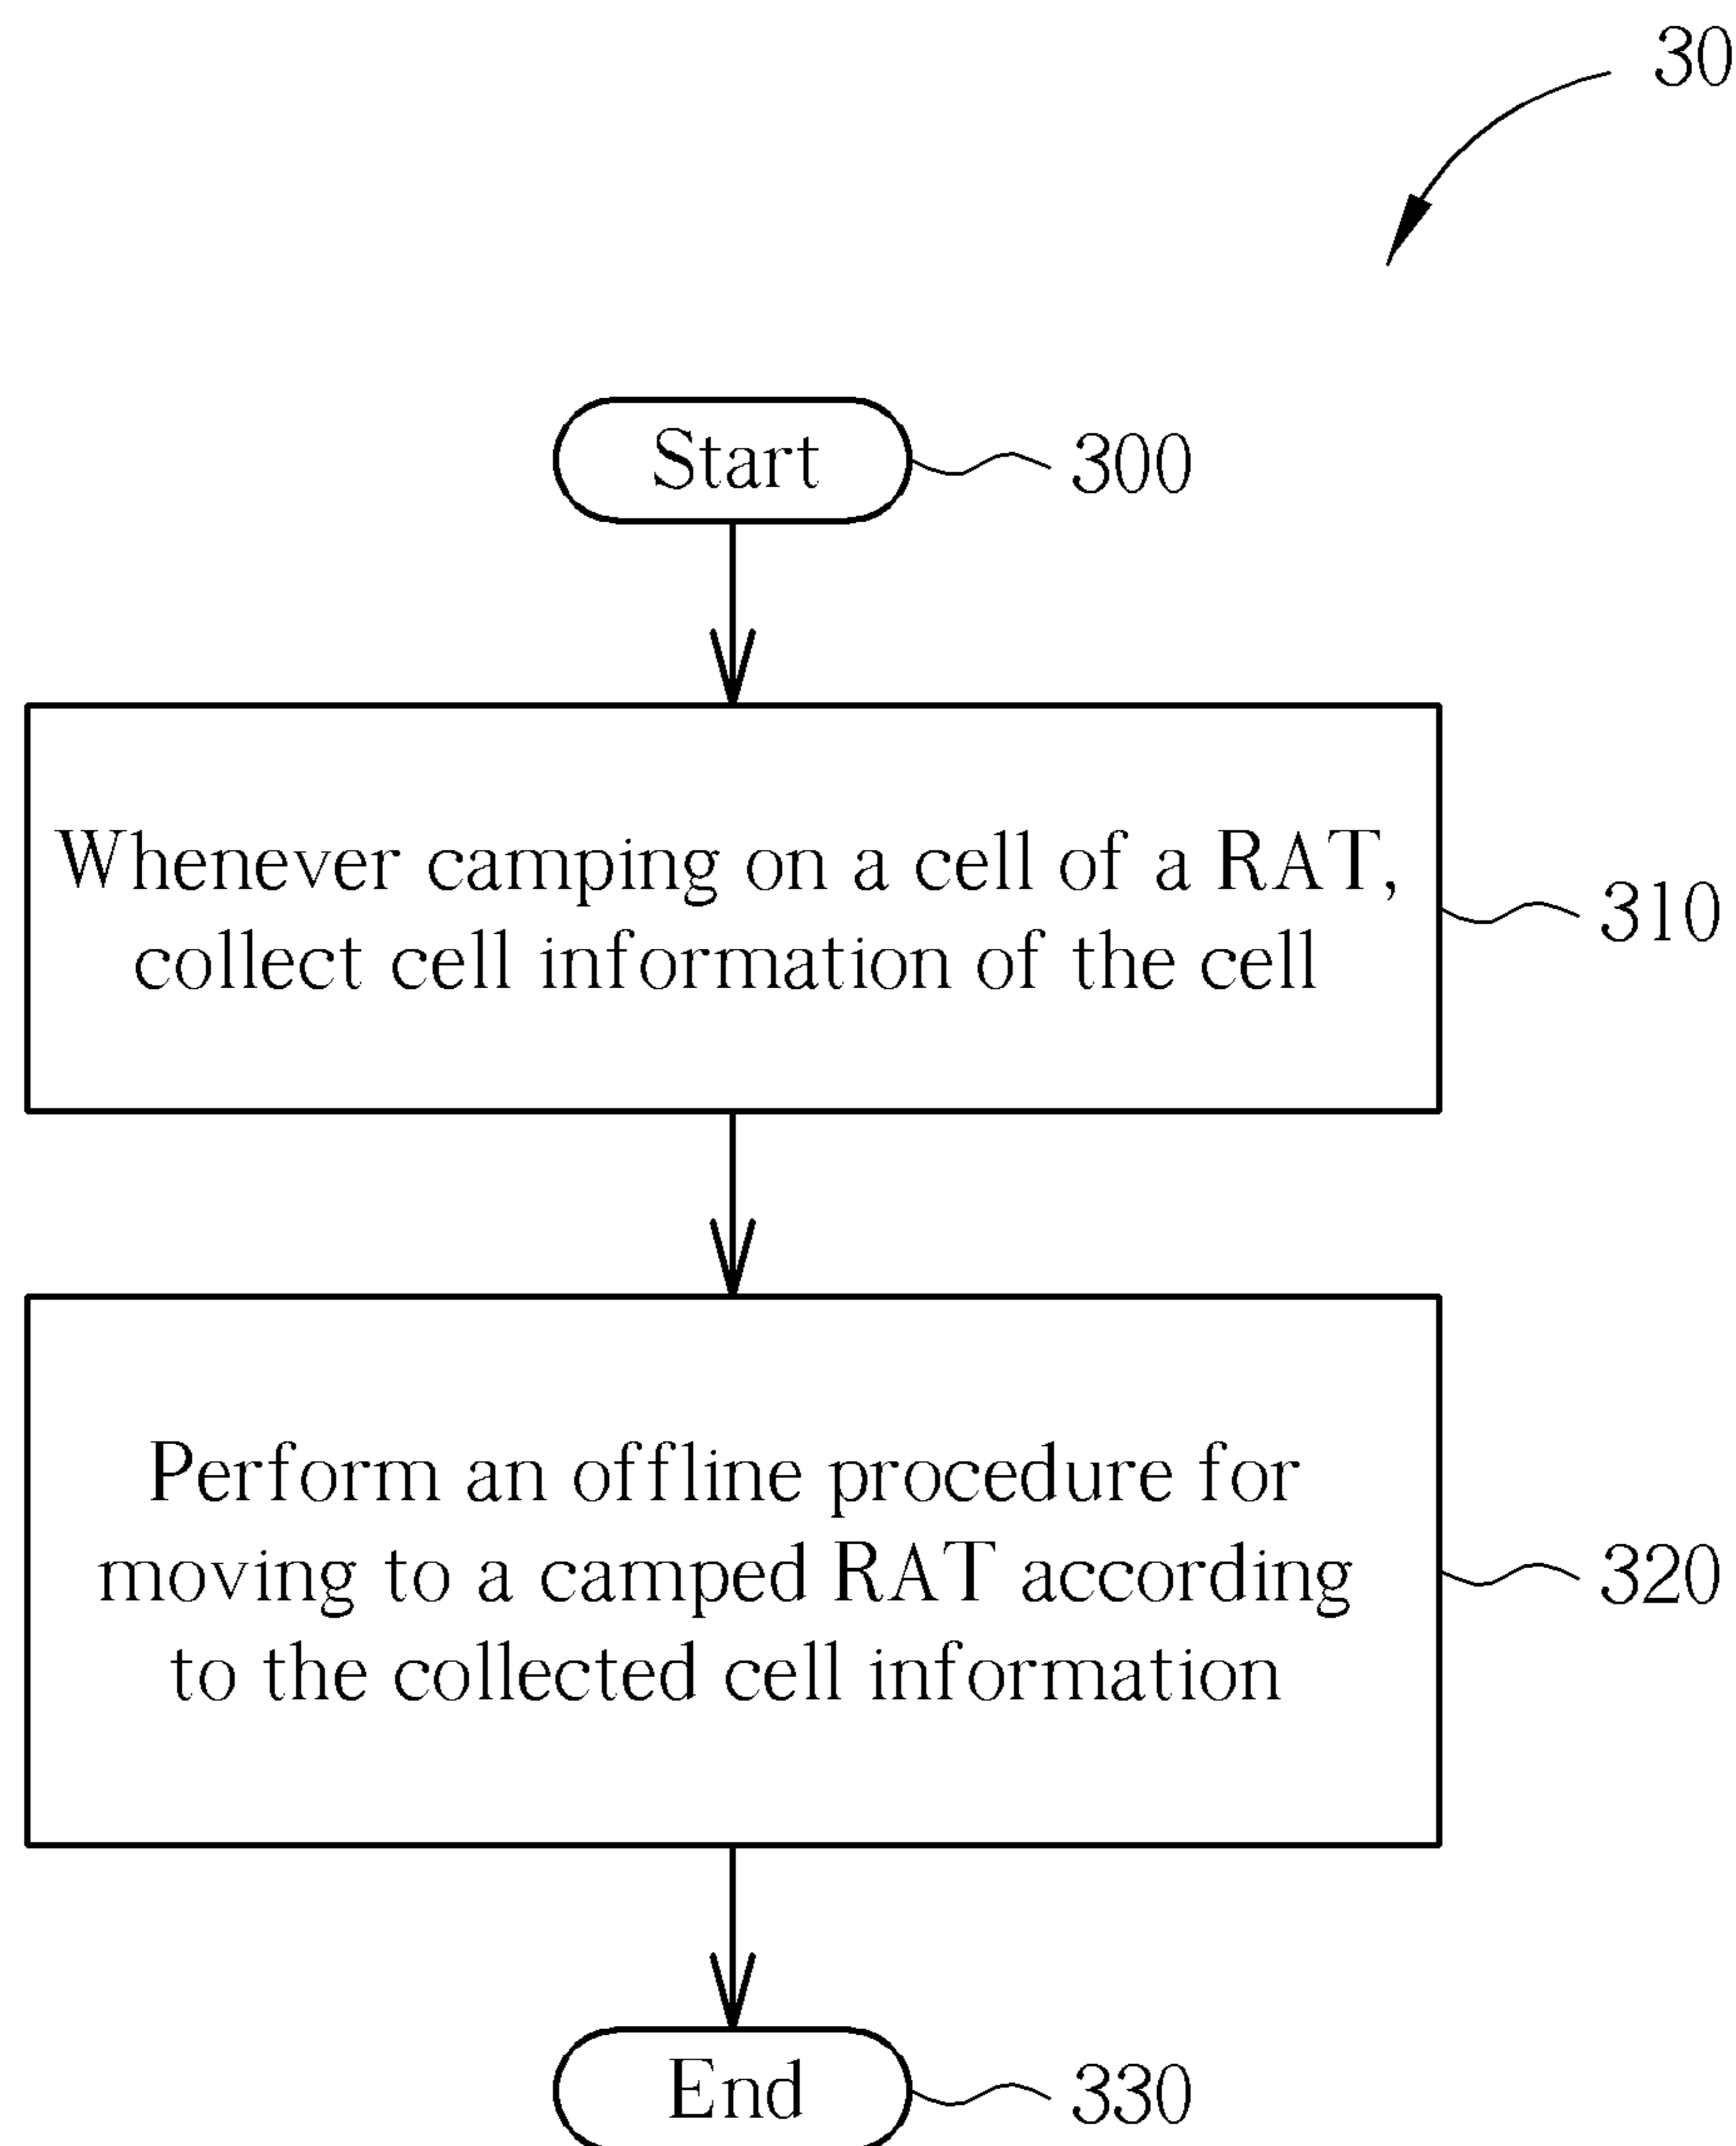 30
Start
300
Whenever camping on a cell of a RAT,
collect cell information of the cell
310
Perform an offline procedure for
moving to a camped RAT according
to the collected cell information
320
End
330